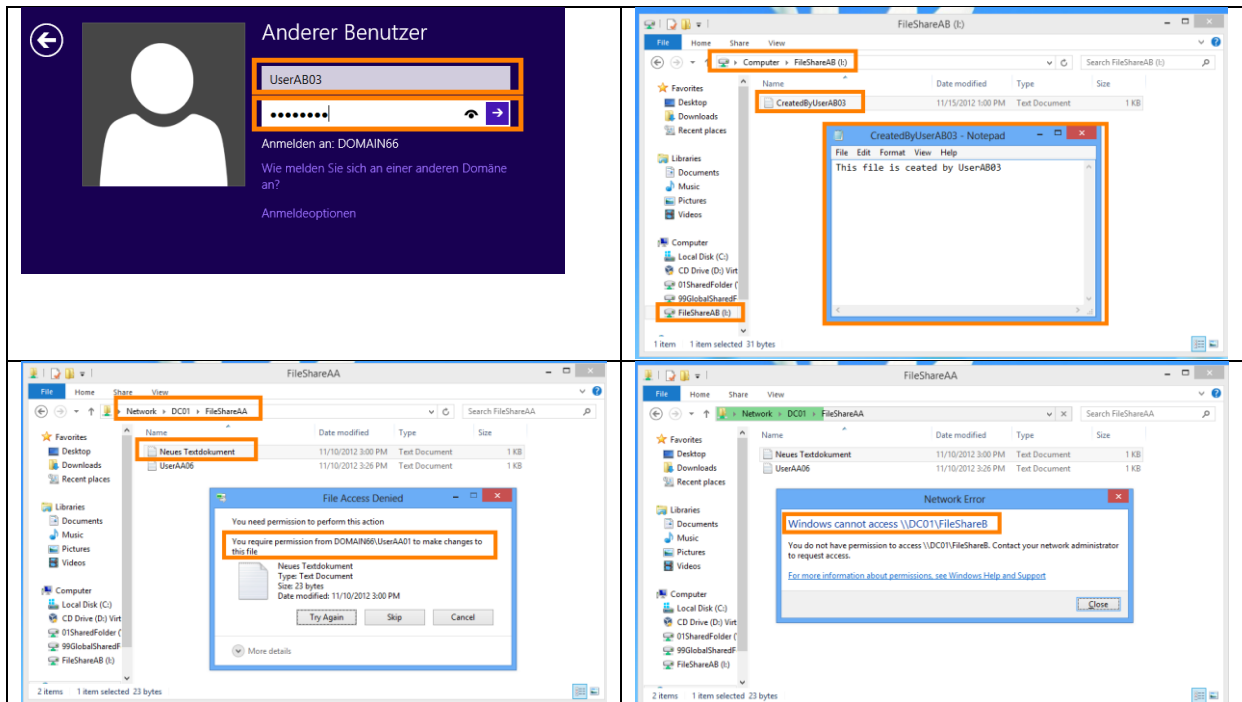 Anderer Benutzer
UserAB03
Anmelden an: DOMAIN66
Wie melden Sie sich an einer anderen Domäne
an?
Anmeldeoptionen
FileShareAB (I:)
File Home Share View
Computer FileShareAB (I:) Search FileShareAB (I:)
Favorites
Desktop
Downloads
Recent places
Libraries
Documents
Music
Pictures
Videos
Computer
Local Disk (C:)
CD Drive (D:) Virt
01SharedFolder (
99GlobalSharedF
FileShareAB (I:)
Name Date modified Type Size
CreatedByUserAB03 11/15/2012 1:00 PM Text Document 1 KB
CreatedByUserAB03 - Notepad
File Edit Format View Help
This file is ceated by UserAB03
1 item 1 item selected 31 bytes
FileShareAA
File Home Share View
Network DC01 FileShareAA Search FileShareAA
Favorites
Desktop
Downloads
Recent places
Libraries
Documents
Music
Pictures
Videos
Computer
Local Disk (C:)
CD Drive (D:) Virt
01SharedFolder (
99GlobalSharedF
FileShareAB (I:)
Name Date modified Type Size
Neues Textdokument 11/10/2012 3:00 PM Text Document 1 KB
UserAA06 11/10/2012 3:26 PM Text Document 1 KB
File Access Denied
You need permission to perform this action
You require permission from DOMAIN66\UserAA01 to make changes to
this file
Neues Textdokument
Type: Text Document
Size: 23 bytes
Date modified: 11/10/2012 3:00 PM
Try Again Skip Cancel
More details
2 items 1 item selected 23 bytes
FileShareAA
File Home Share View
Network DC01 FileShareAA Search FileShareAA
Favorites
Desktop
Downloads
Recent places
Libraries
Documents
Music
Pictures
Videos
Computer
Local Disk (C:)
CD Drive (D:) Virt
01SharedFolder (
99GlobalSharedF
FileShareAB (I:)
Name Date modified Type Size
Neues Textdokument 11/10/2012 3:00 PM Text Document 1 KB
UserAA06 11/10/2012 3:26 PM Text Document 1 KB
Network Error
Windows cannot access \\DC01\FileShareB
You do not have permission to access \\DC01\FileShareB. Contact your network administrator
to request access.
For more information about permissions, see Windows Help and Support
Close
2 items 1 item selected 23 bytes